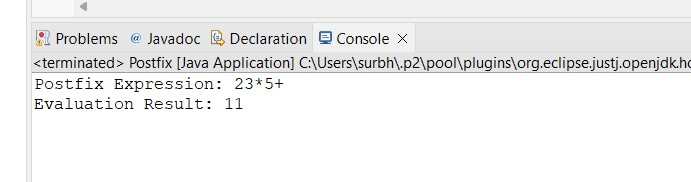 Problems @ Javadoc Declaration Console
<terminated> Postfix [Java Application] C:\Users\surbh\.p2\pool\plugins\org.eclipse.justj.openjdk.ho
Postfix Expression: 23*5+
Evaluation Result: 11